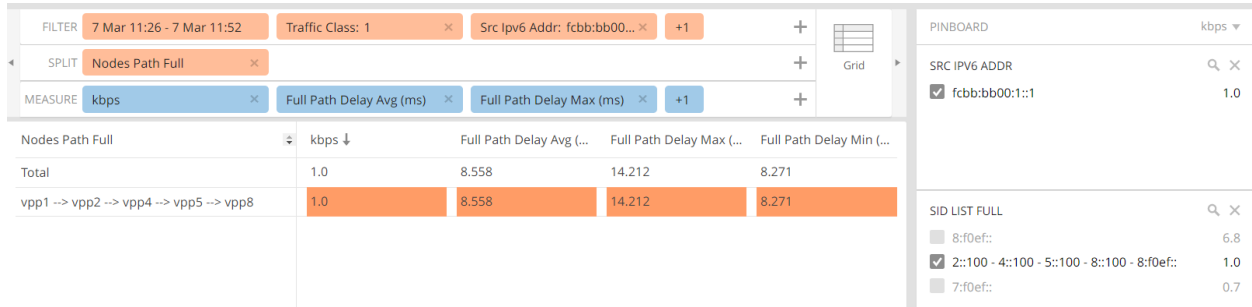 FILTER 7 Mar 11:26 - 7 Mar 11:52 × Traffic Class: 1 × Src Ipv6 Addr: fcbb:bb00... × +1 +
SPLIT Nodes Path Full × +
MEASURE kbps × Full Path Delay Avg (ms) × Full Path Delay Max (ms) × +1 +
Grid
Nodes Path Full kbps ↓ Full Path Delay Avg (... Full Path Delay Max (... Full Path Delay Min (...
Total 1.0 8.558 14.212 8.271
vpp1 --> vpp2 --> vpp4 --> vpp5 --> vpp8 1.0 8.558 14.212 8.271
PINBOARD kbps
SRC IPV6 ADDR
fcbb:bb00:1::1 1.0
SID LIST FULL
8:f0ef:: 6.8
2::100 - 4::100 - 5::100 - 8::100 - 8:f0ef:: 1.0
7:f0ef:: 0.7